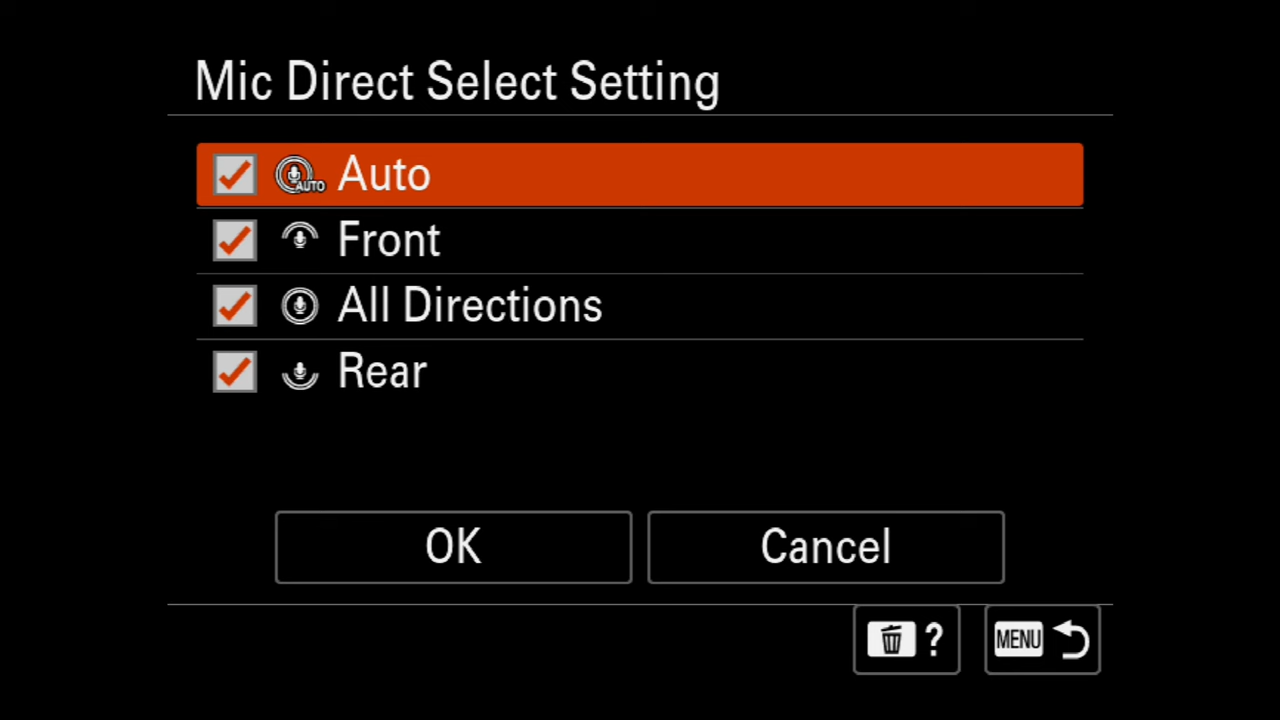 Mic Direct Select Setting
AUTO Auto
Front
All Directions
Rear
OK Cancel
? MENU